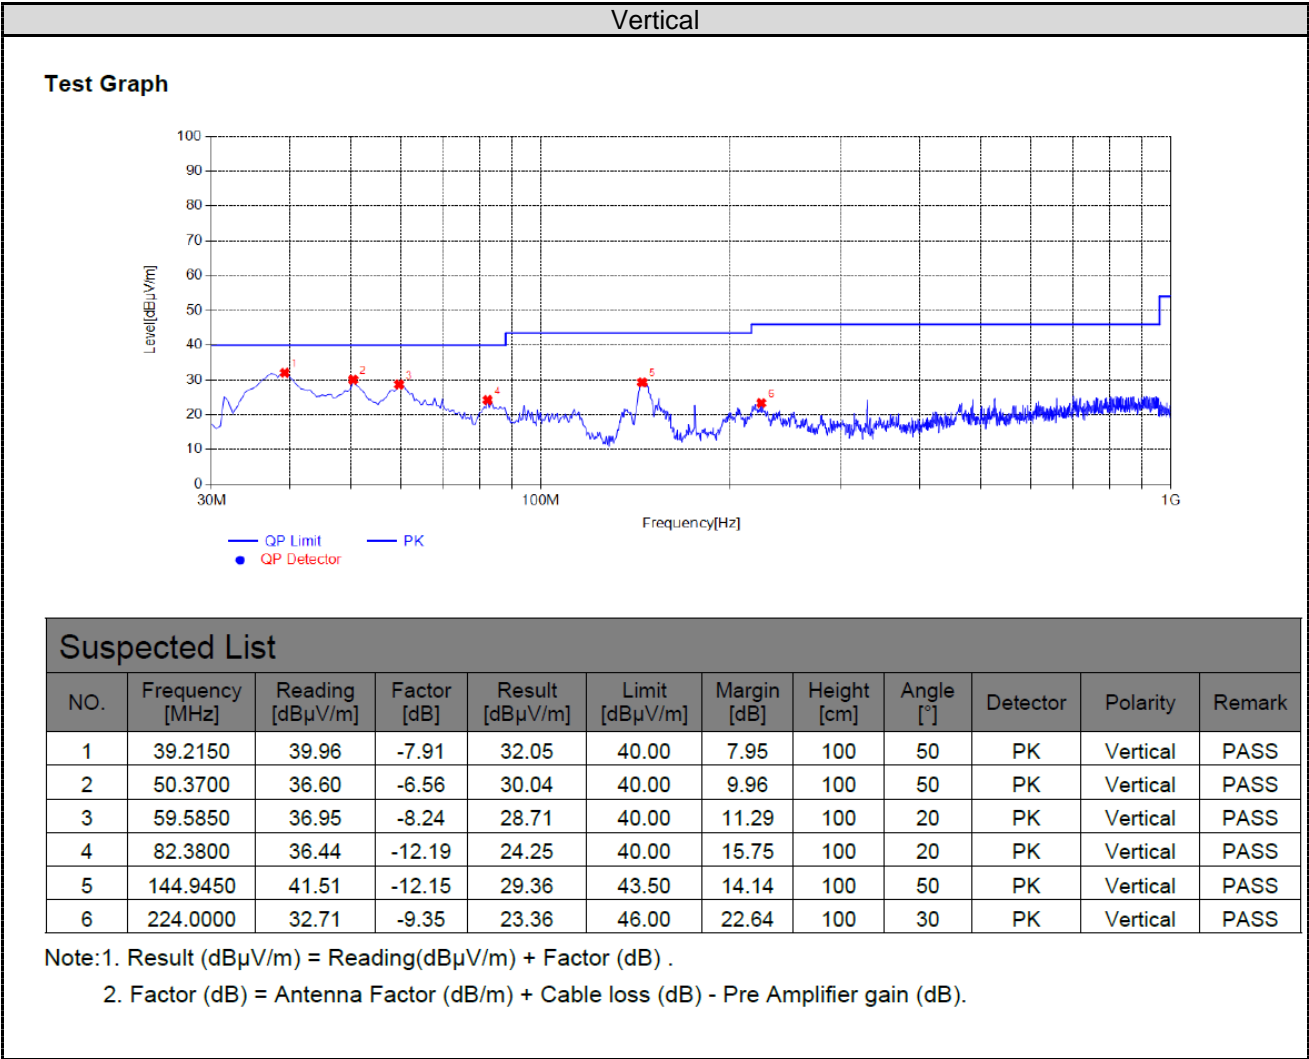 Vertical
Test Graph
100
90
80
70
60
50
40
30
20
10
0
Level[dBµV/m]
1
2
3
4
5
6
30M 100M 1G
Frequency[Hz]
QP Limit PK
QP Detector
Suspected List
NO. Frequency [MHz] Reading [dBµV/m] Factor [dB] Result [dBµV/m] Limit [dBµV/m] Margin [dB] Height [cm] Angle [°] Detector Polarity Remark
1 39.2150 39.96 -7.91 32.05 40.00 7.95 100 50 PK Vertical PASS
2 50.3700 36.60 -6.56 30.04 40.00 9.96 100 50 PK Vertical PASS
3 59.5850 36.95 -8.24 28.71 40.00 11.29 100 20 PK Vertical PASS
4 82.3800 36.44 -12.19 24.25 40.00 15.75 100 20 PK Vertical PASS
5 144.9450 41.51 -12.15 29.36 43.50 14.14 100 50 PK Vertical PASS
6 224.0000 32.71 -9.35 23.36 46.00 22.64 100 30 PK Vertical PASS
Note:1. Result (dBµV/m) = Reading(dBµV/m) + Factor (dB) .
2. Factor (dB) = Antenna Factor (dB/m) + Cable loss (dB) - Pre Amplifier gain (dB).